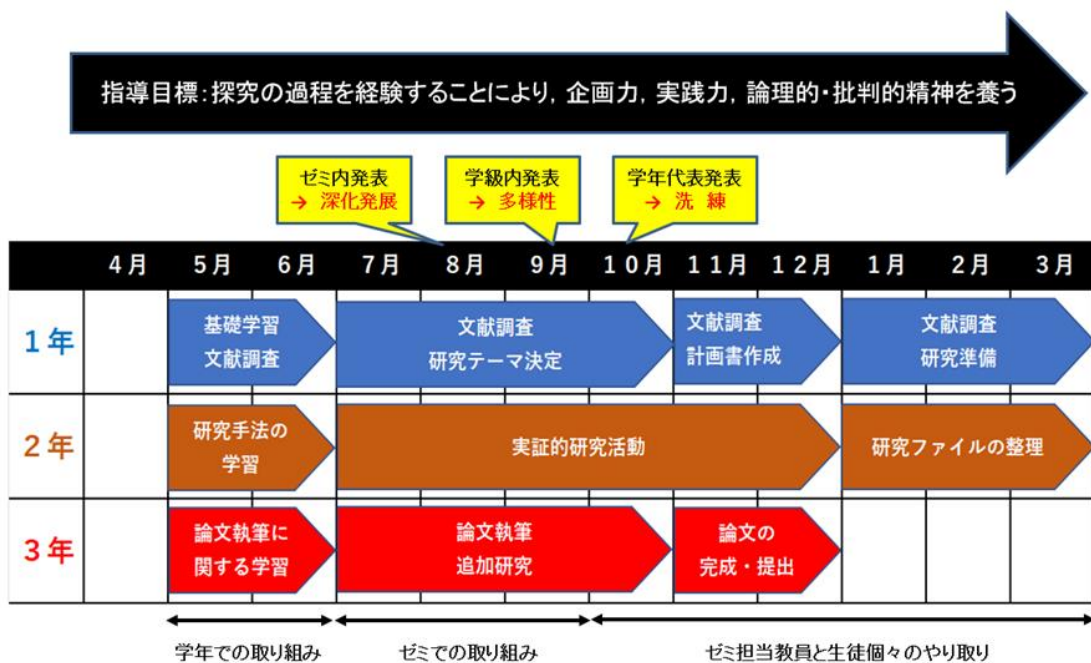 指導目標:探究の過程を経験することにより,企画力,実践力,論理的・批判的精神を養う
ゼミ内発表
→ 深化発展
学級内発表
→ 多様性
学年代表発表
→ 洗 練
4月 5月 6月 7月 8月 9月 10月 11月 12月 1月 2月 3月
1年
基礎学習
文献調査
文献調査
研究テーマ決定
文献調査
計画書作成
文献調査
研究準備
2年
研究手法の
学習
実証的研究活動
研究ファイルの整理
3年
論文執筆に
関する学習
論文執筆
追加研究
論文の
完成・提出
学年での取り組み
ゼミでの取り組み
ゼミ担当教員と生徒個々のやり取り